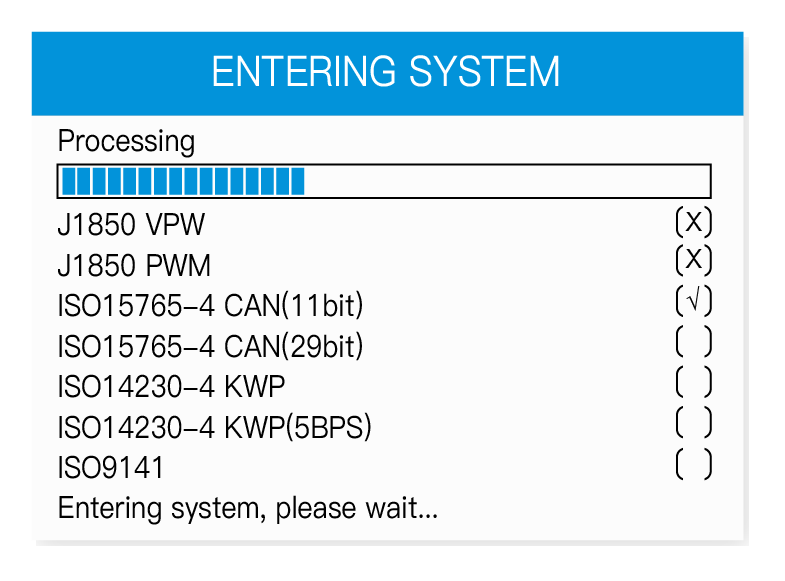 ENTERING SYSTEM
Processing
J1850 VPW (X)
J1850 PWM (X)
ISO15765-4 CAN(11bit) (√)
ISO15765-4 CAN(29bit) ( )
ISO14230-4 KWP ( )
ISO14230-4 KWP(5BPS) ( )
ISO9141 ( )
Entering system, please wait...